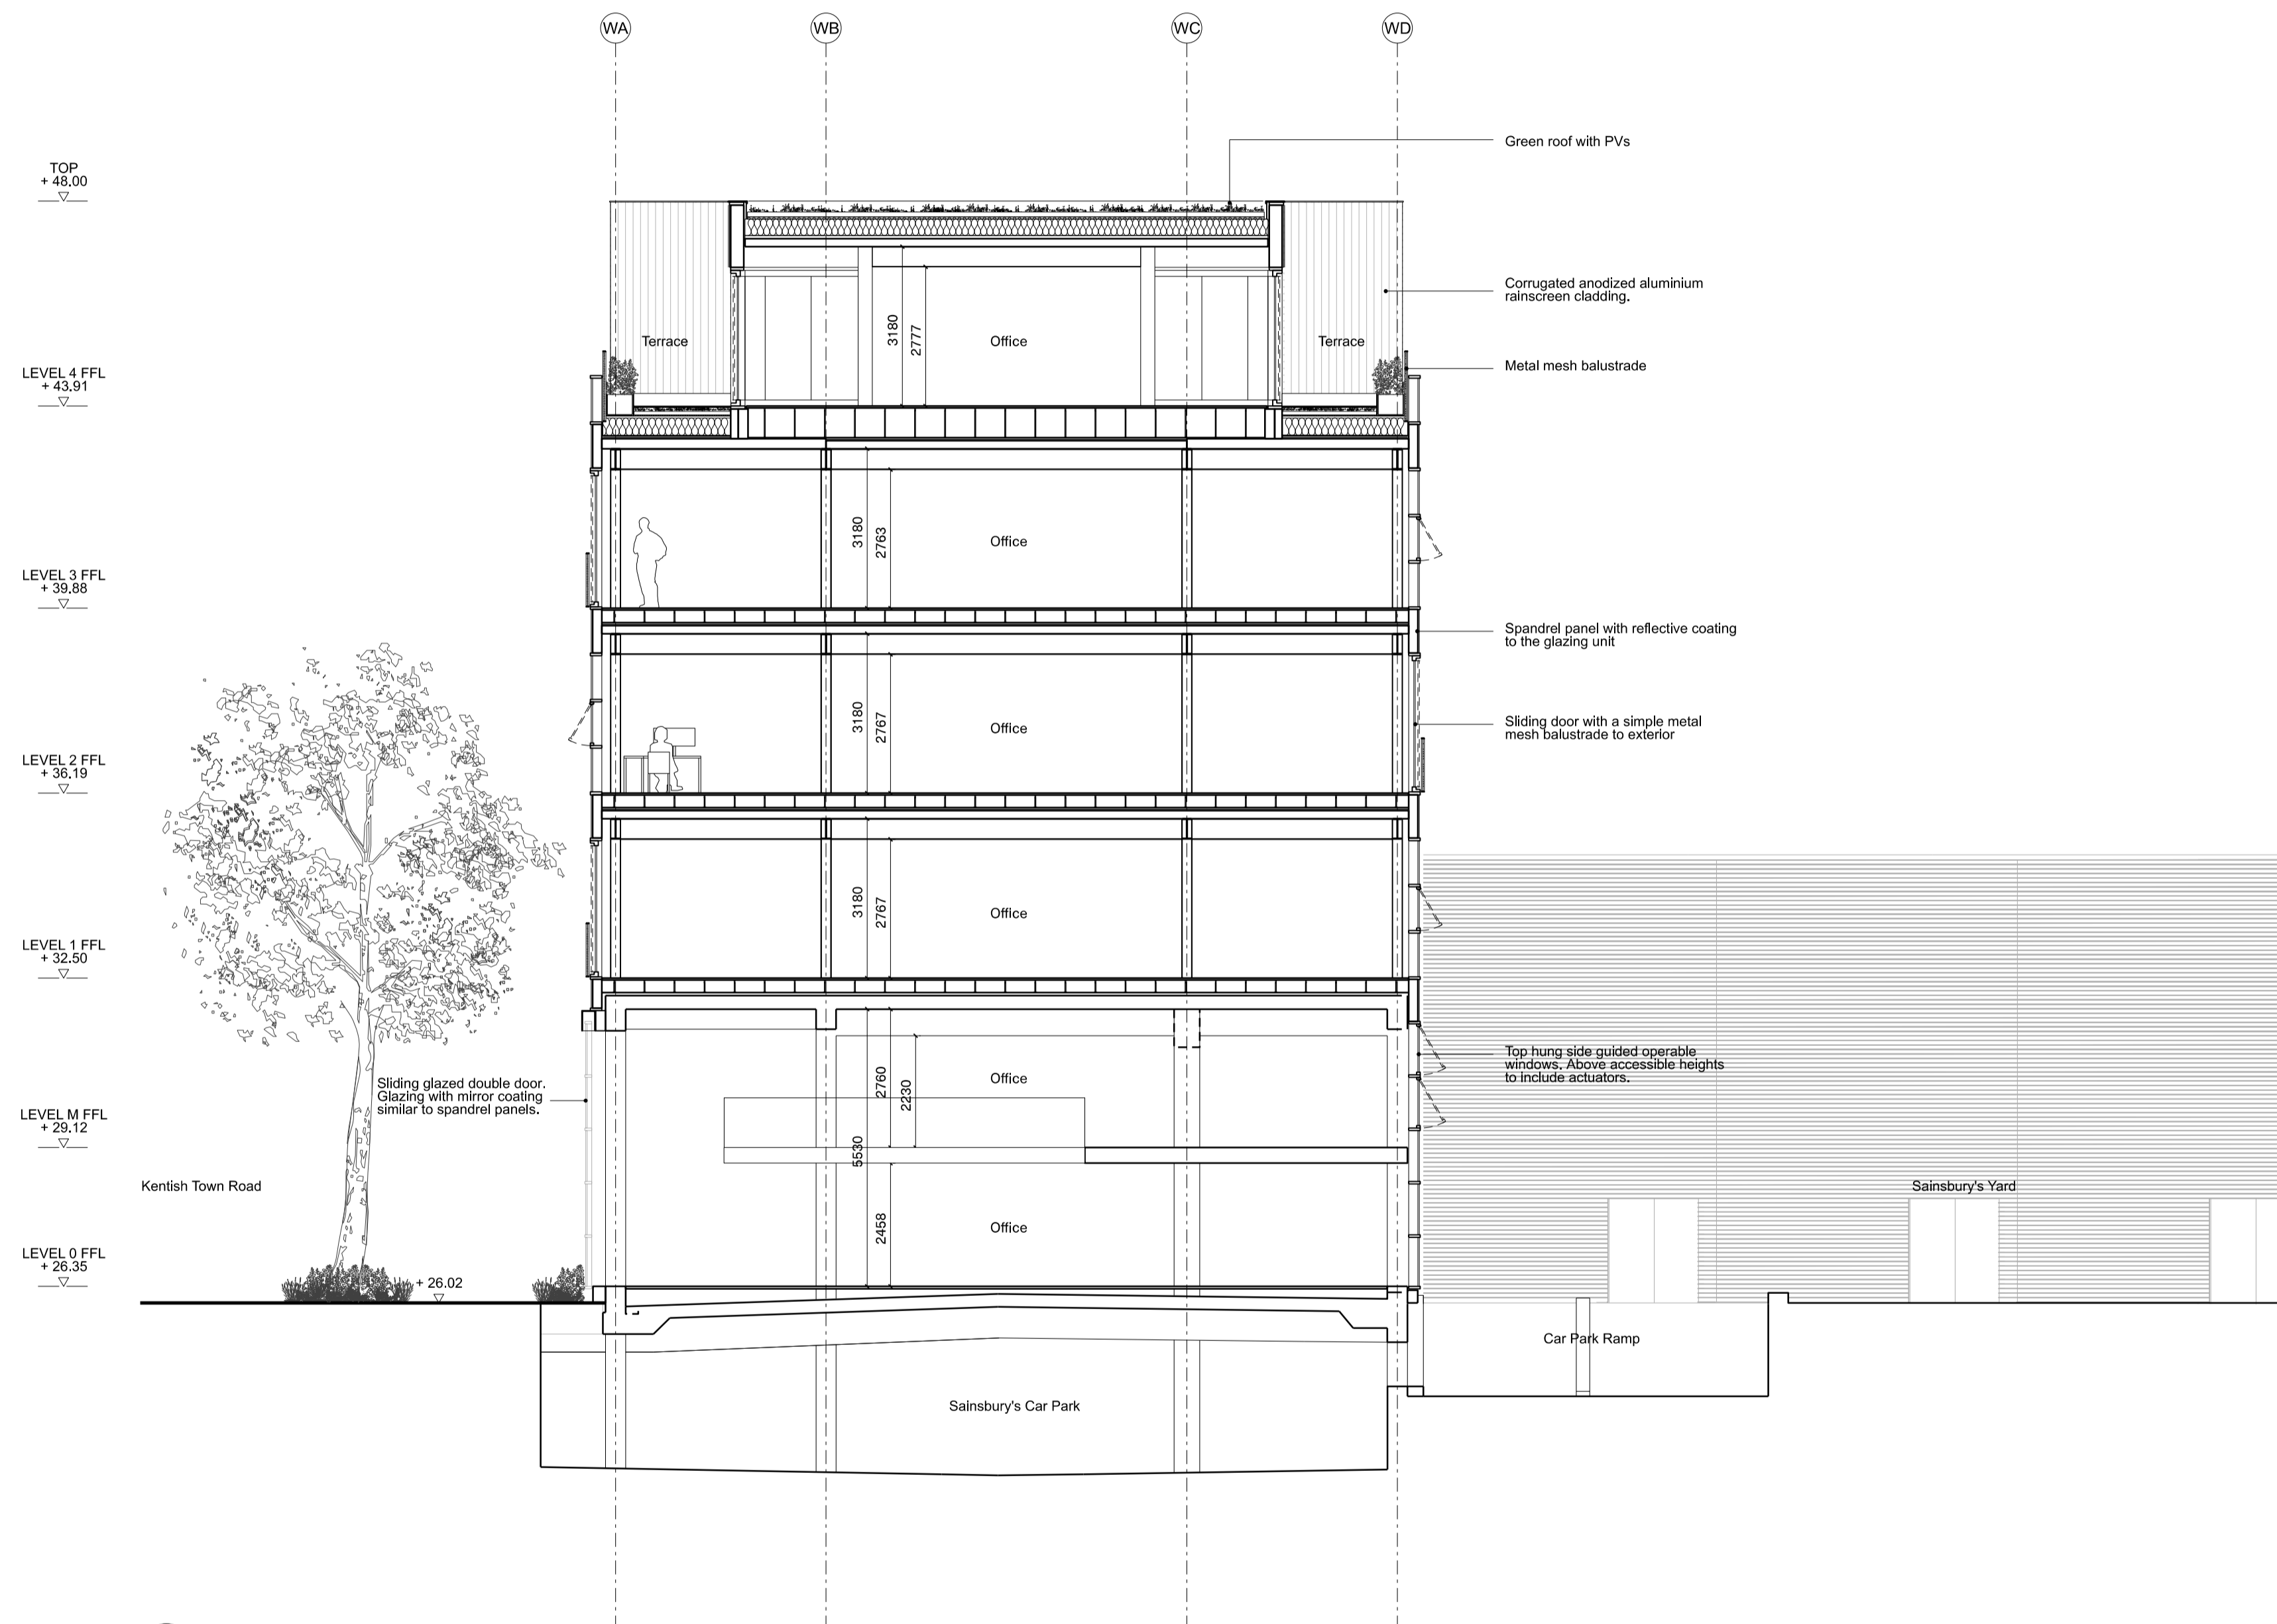 WA
WB
WC
WD
Green roof with PVs
TOP
+ 48.00
Corrugated anodized aluminium
rainscreen cladding.
3180
2777
Terrace
Office
Terrace
Metal mesh balustrade
LEVEL 4 FFL
+ 43.91
3180
2763
Office
LEVEL 3 FFL
+ 39.88
Spandrel panel with reflective coating
to the glazing unit
3180
2767
Office
Sliding door with a simple metal
mesh balustrade to exterior
LEVEL 2 FFL
+ 36.19
3180
2767
Office
LEVEL 1 FFL
+ 32.50
Top hung side guided operable
windows. Above accessible heights
to include actuators.
Office
2760
2230
Sliding glazed double door.
Glazing with mirror coating
similar to spandrel panels.
LEVEL M FFL
+ 29.12
5530
Kentish Town Road
Sainsbury's Yard
2458
Office
LEVEL 0 FFL
+ 26.35
+ 26.02
Car Park Ramp
Sainsbury's Car Park